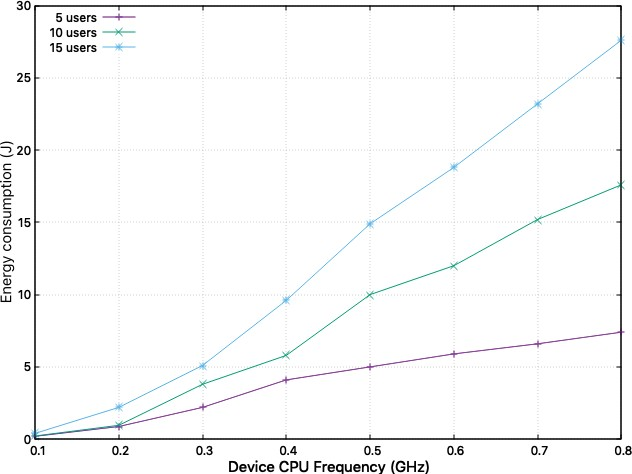 5 users
10 users
15 users
30
25
20
15
10
5
0
Energy consumption (J)
0.1 0.2 0.3 0.4 0.5 0.6 0.7 0.8
Device CPU Frequency (GHz)